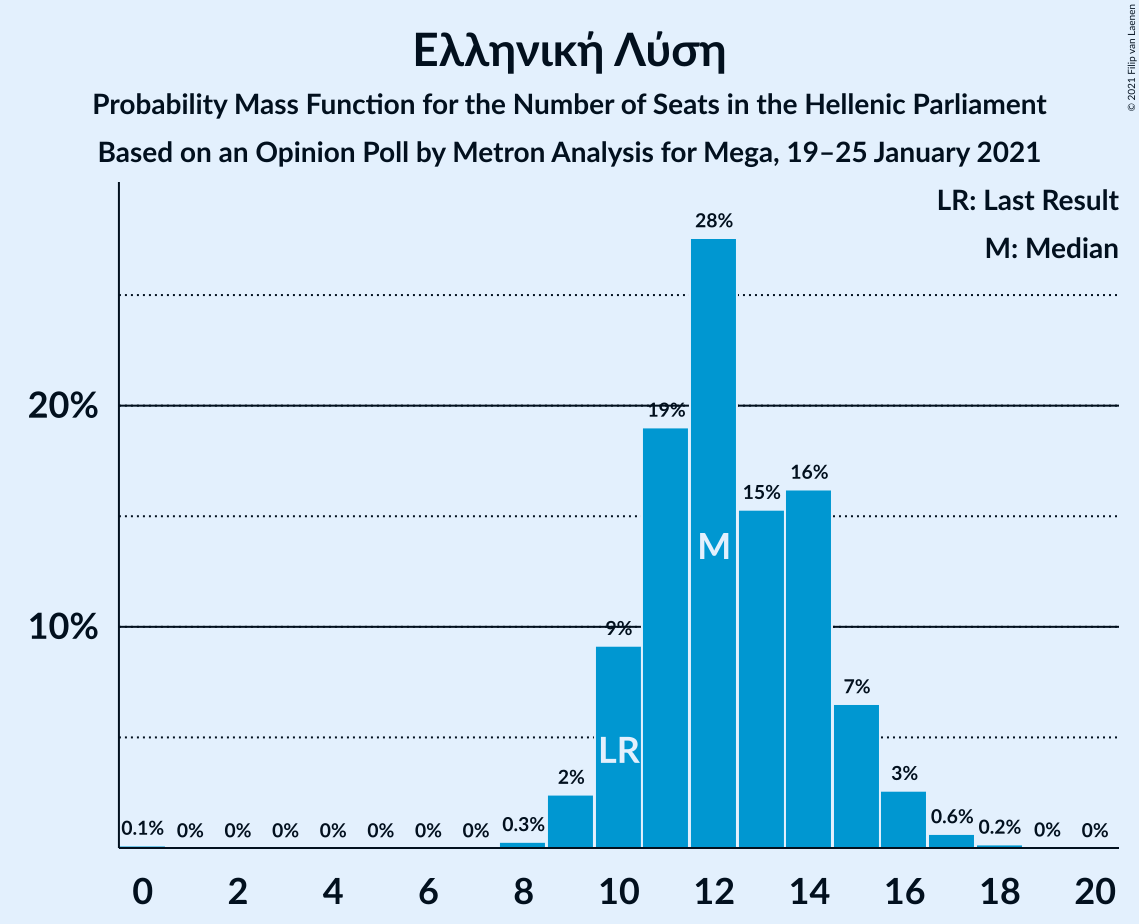 Ελληνική Λύση
Probability Mass Function for the Number of Seats in the Hellenic Parliament
Based on an Opinion Poll by Metron Analysis for Mega, 19–25 January 2021
© 2021 Filip van Laenen
LR: Last Result
M: Median
20%
10%
0.1% 0% 0% 0% 0% 0% 0% 0% 0.3% 2% 9% 19% 28% 15% 16% 7% 3% 0.6% 0.2% 0% 0%
M
LR
0 2 4 6 8 10 12 14 16 18 20